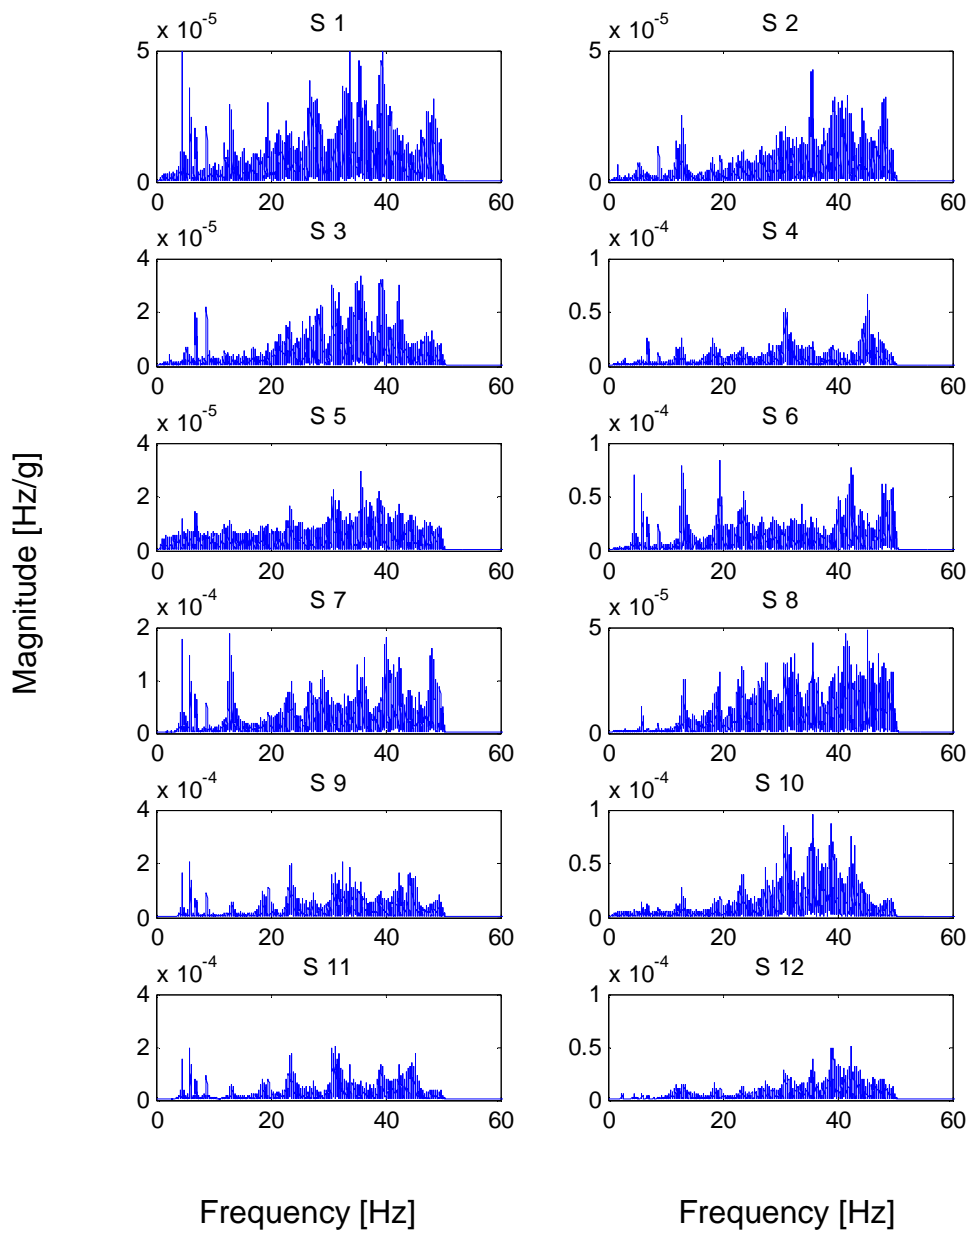 x 10^-5 S 1
5
0
0 20 40 60
x 10^-5 S 2
5
0
0 20 40 60
x 10^-5 S 3
4
2
0
0 20 40 60
x 10^-4 S 4
1
0.5
0
0 20 40 60
x 10^-5 S 5
4
2
0
0 20 40 60
x 10^-4 S 6
1
0.5
0
0 20 40 60
x 10^-4 S 7
2
1
0
0 20 40 60
x 10^-5 S 8
5
0
0 20 40 60
x 10^-4 S 9
4
2
0
0 20 40 60
x 10^-4 S 10
1
0.5
0
0 20 40 60
x 10^-4 S 11
4
2
0
0 20 40 60
x 10^-4 S 12
1
0.5
0
0 20 40 60
Magnitude [Hz/g]
Frequency [Hz]
Frequency [Hz]